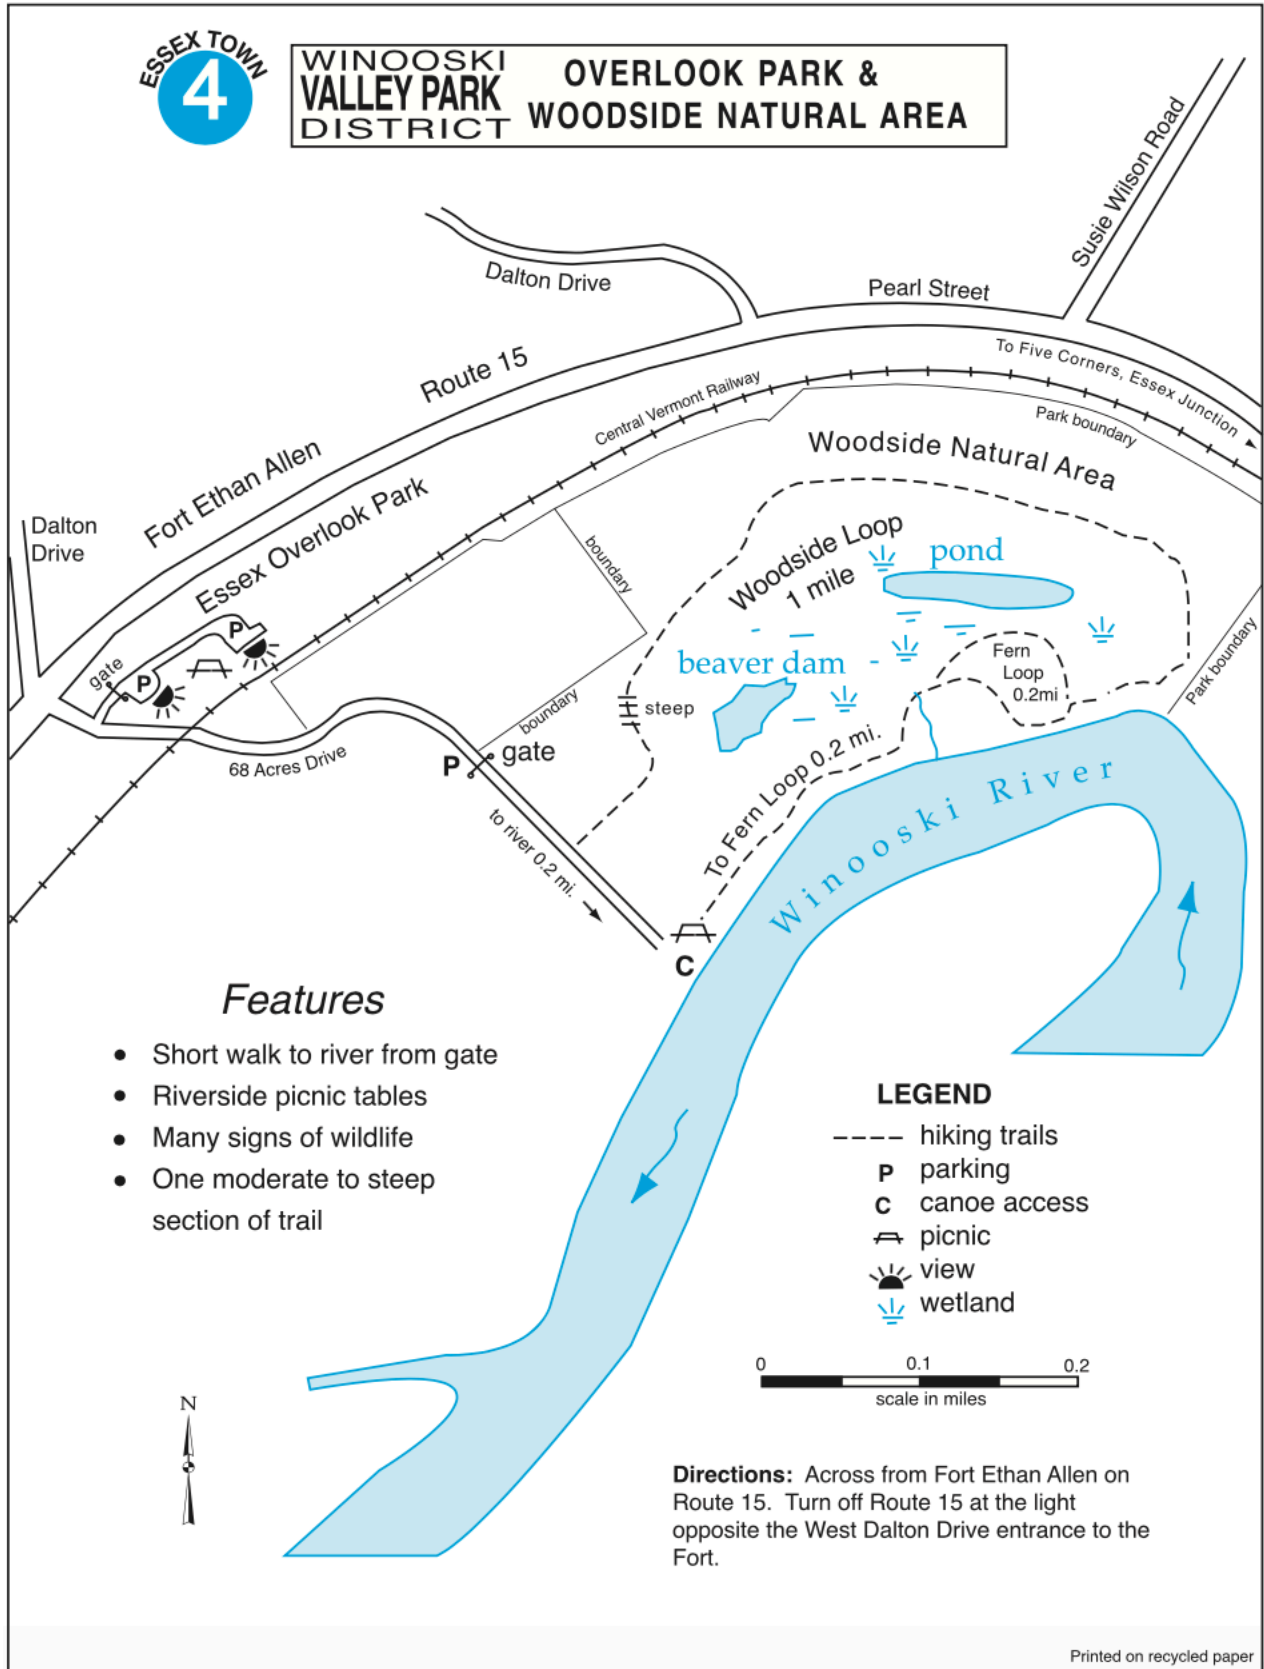 ESSEX TOWN
4
WINOOSKI
VALLEY PARK
DISTRICT
OVERLOOK PARK &
WOODSIDE NATURAL AREA
Susie Wilson Road
Dalton Drive
Pearl Street
To Five Corners, Essex Junction
Route 15
Central Vermont Railway
Park boundary
Woodside Natural Area
Fort Ethan Allen
Essex Overlook Park
Dalton
Drive
boundary
Woodside Loop
1 mile
pond
P
gate
P
beaver dam
Fern
Loop
0.2mi
Park boundary
steep
boundary
68 Acres Drive
P
gate
To Fern Loop 0.2 mi.
Winooski River
to river 0.2 mi.
C
Features
• Short walk to river from gate
• Riverside picnic tables
• Many signs of wildlife
• One moderate to steep
section of trail
LEGEND
hiking trails
P parking
C canoe access
picnic
view
wetland
0 0.1 0.2
scale in miles
N
Directions: Across from Fort Ethan Allen on
Route 15. Turn off Route 15 at the light
opposite the West Dalton Drive entrance to the
Fort.
Printed on recycled paper